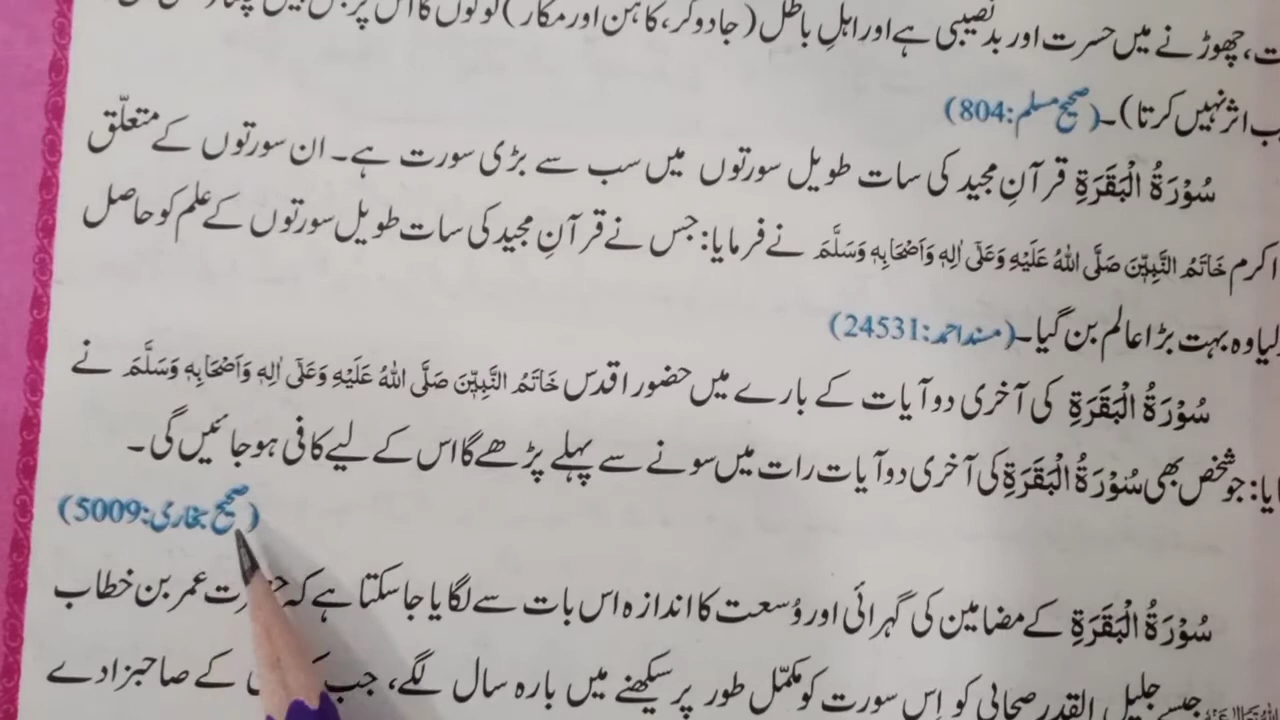 چھوڑنے میں حسرت اور بدنصیبی ہے اور اہلِ باطل (جادوگر، کاہن اور مکار) لوگوں کا اس پر بس نہیں
اثر نہیں کرتا)۔ (صحیح مسلم:804)
سُوْرَةُ الْبَقَرَةِ قرآنِ مجید کی سات طویل سورتوں میں سب سے بڑی سورت ہے۔ ان سورتوں کے متعلّق
اکرم خَاتَمُ النَّبِیّٖنَ صَلَّی اللّٰهُ عَلَیْهِ وَعَلٰٓی اٰلِهٖ وَاَصْحَابِهٖ وَسَلَّمَ نے فرمایا: جس نے قرآنِ مجید کی سات طویل سورتوں کے علم کو حاصل
لیا وہ بہت بڑا عالم بن گیا۔ (مسند احمد:24531)
سُوْرَةُ الْبَقَرَةِ کی آخری دو آیات کے بارے میں حضور اقدس خَاتَمُ النَّبِیّٖنَ صَلَّی اللّٰهُ عَلَیْهِ وَعَلٰٓی اٰلِهٖ وَاَصْحَابِهٖ وَسَلَّمَ نے
جو شخص بھی سُوْرَةُ الْبَقَرَةِ کی آخری دو آیات رات میں سونے سے پہلے پڑھے گا اس کے لیے کافی ہو جائیں گی۔
(صحیح بخاری:5009)
سُوْرَةُ الْبَقَرَةِ کے مضامین کی گہرائی اور وُسعت کا اندازہ اس بات سے لگایا جا سکتا ہے کہ حضرت عمر بن خطاب
جیسے جلیل القدر صحابی کو اِس سورت کو مکمّل طور پر سیکھنے میں بارہ سال لگے، جب کے صاحبزادے